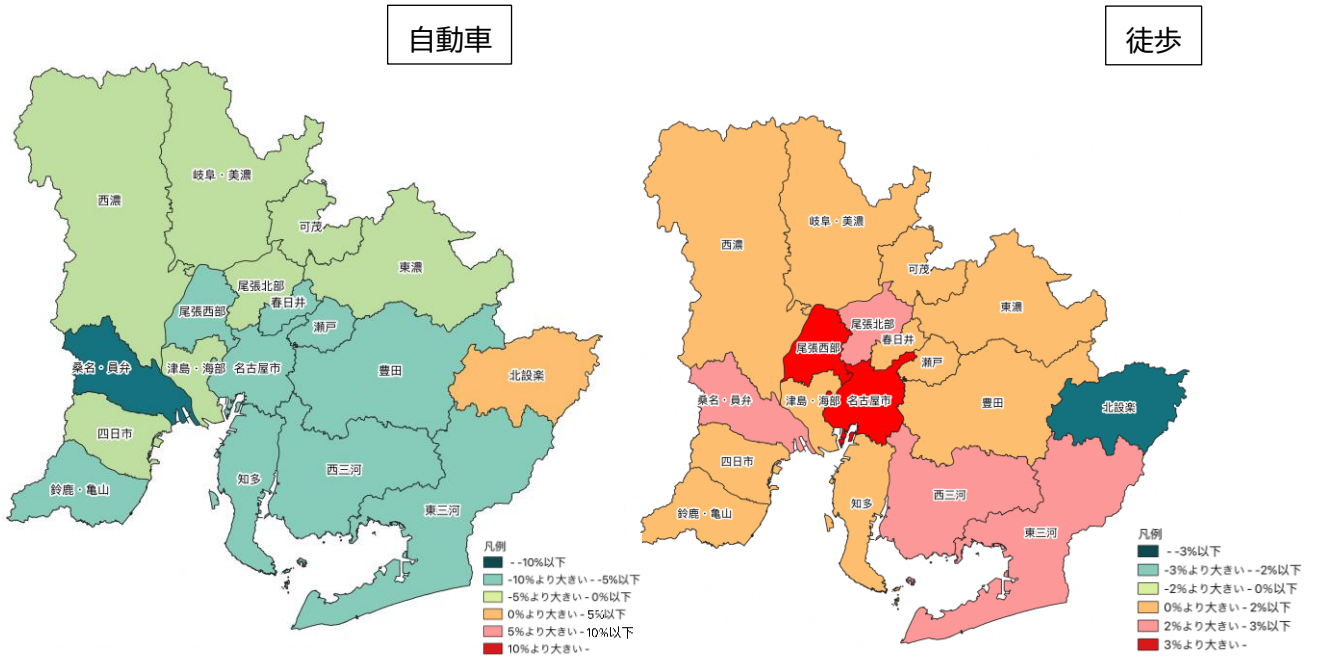 自動車
西濃
岐阜・美濃
可茂
東濃
尾張北部
春日井
尾張西部
瀬戸
桑名・員弁
津島・海部
名古屋市
豊田
北設楽
四日市
鈴鹿・亀山
知多
西三河
東三河
凡例
- -10%以下
-10%より大きい - -5%以下
-5%より大きい - 0%以下
0%より大きい - 5%以下
5%より大きい - 10%以下
10%より大きい -
徒歩
西濃
岐阜・美濃
可茂
東濃
尾張北部
春日井
尾張西部
瀬戸
桑名・員弁
津島・海部
名古屋市
豊田
北設楽
四日市
鈴鹿・亀山
知多
西三河
東三河
凡例
- -3%以下
-3%より大きい - -2%以下
-2%より大きい - 0%以下
0%より大きい - 2%以下
2%より大きい - 3%以下
3%より大きい -